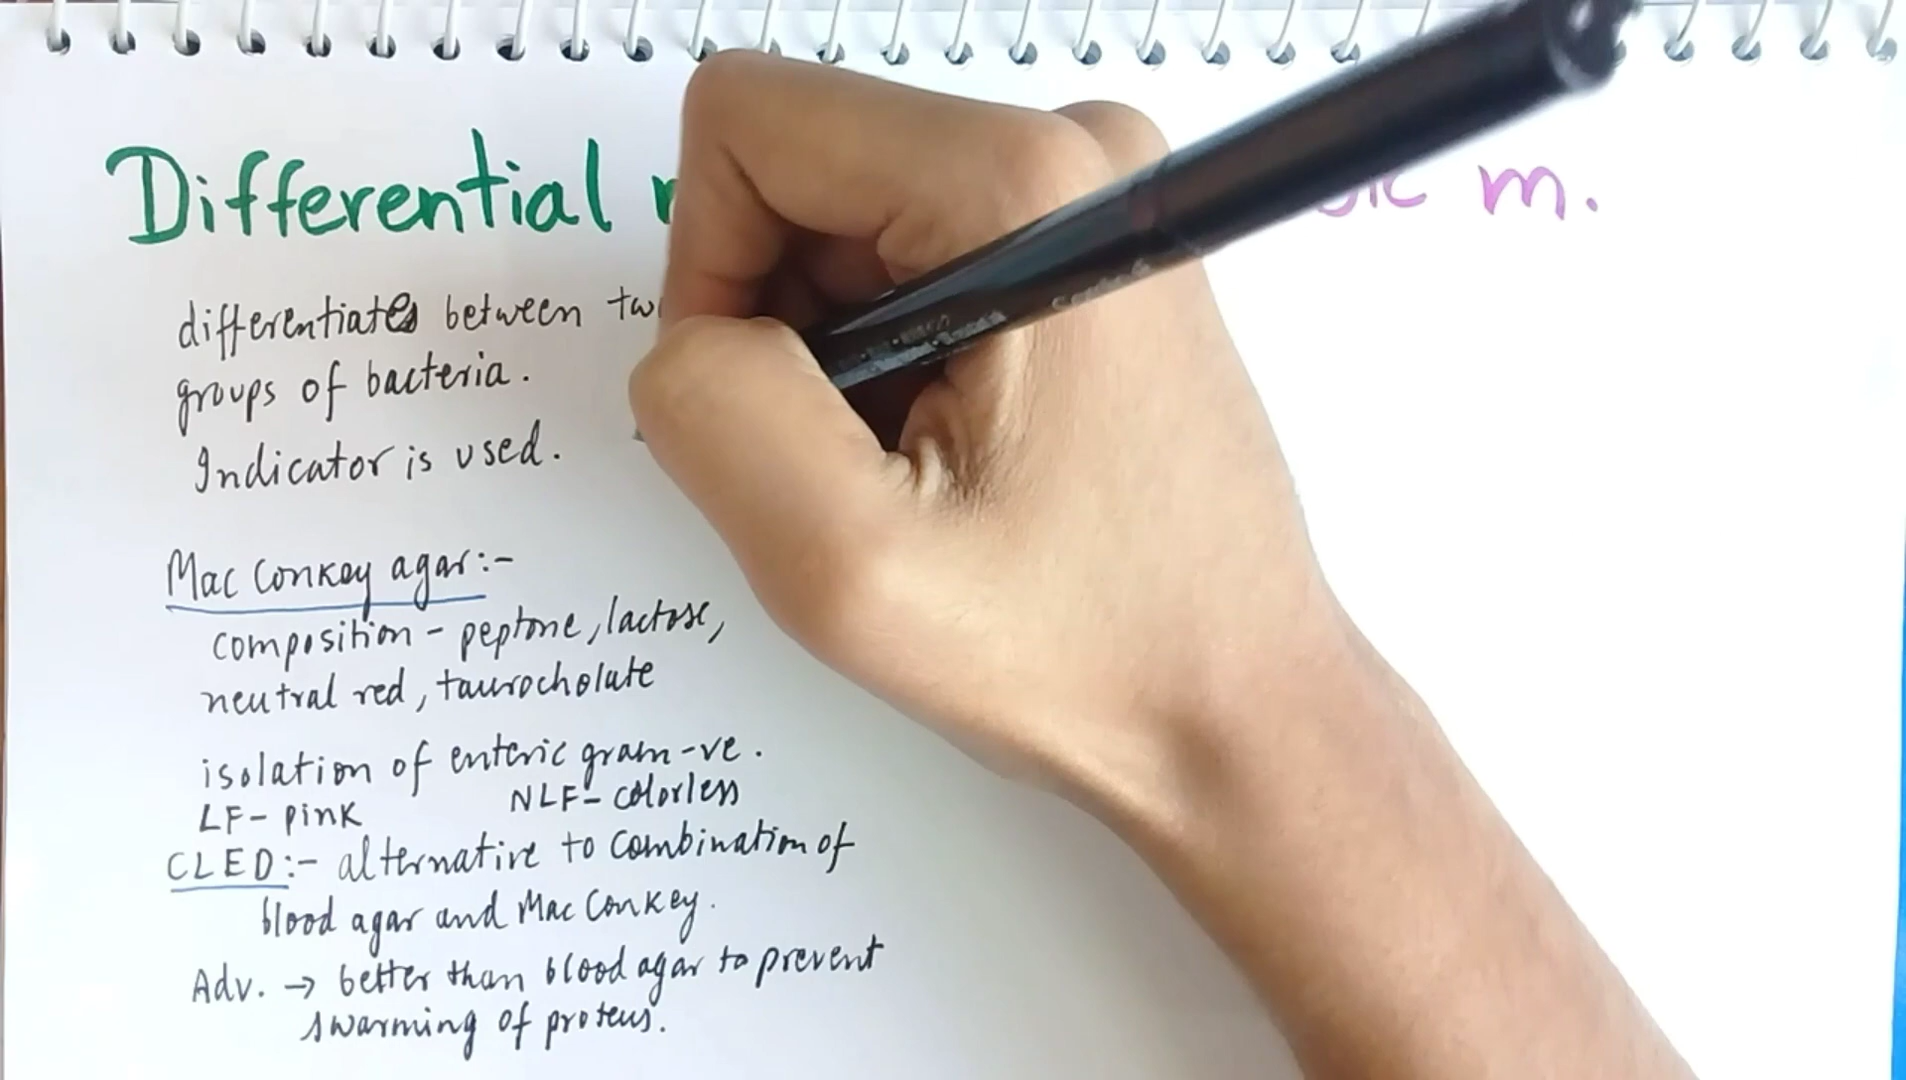 Differential
m.
differentiates between
groups of bacteria.
Indicator is used.
Mac Conkey agar:-
composition - peptone, lactose,
neutral red, taurocholate
isolation of enteric gram -ve.
LF- pink NLF- colorless
CLED:- alternative to combination of
blood agar and Mac Conkey.
Adv. → better than blood agar to prevent
swarming of proteus.